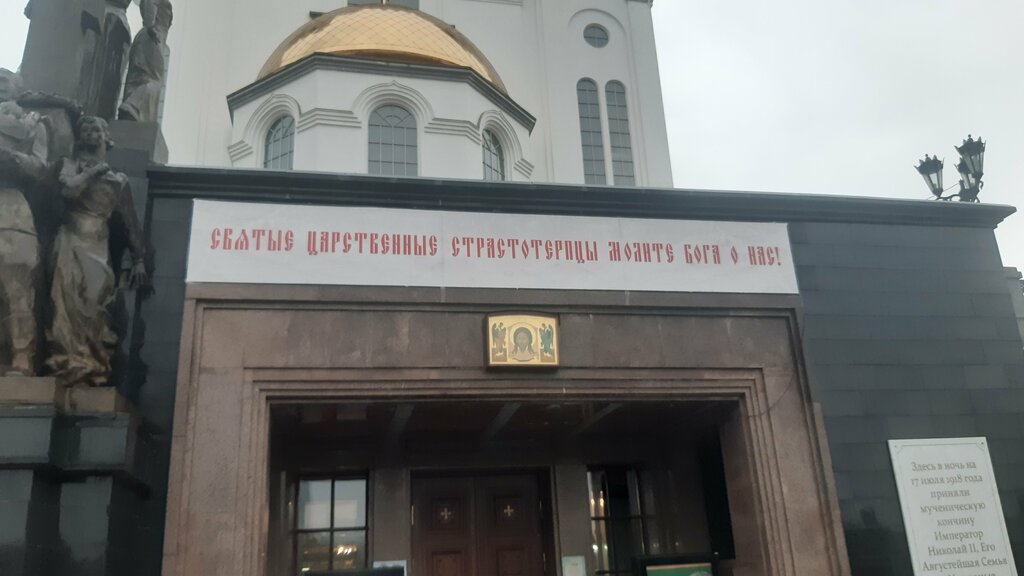 СВЯТЫЕ ЦАРСТВЕННЫЕ СТРАСТОТЕРПЦЫ МОЛИТЕ БОГА О НАС!
Здесь в ночь на
17 июля 1918 года
приняли
мученическую
кончину
Император
Николай II, Его
Августейшая Семья